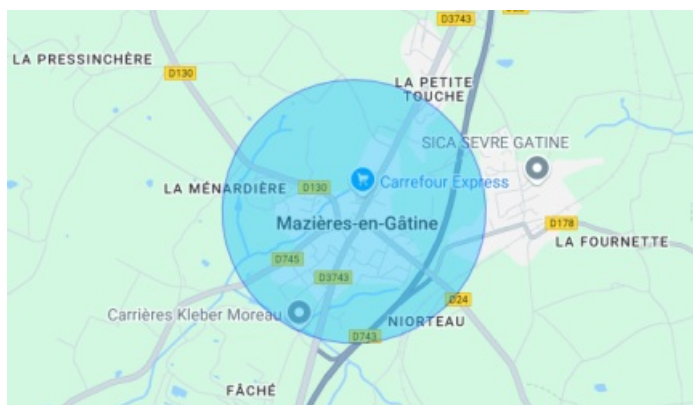 D3743
LA PRESSINCHÈRE
D130
LA PETITE
TOUCHE
SICA SEVRE GATINE
Carrefour Express
LA MÉNARDIÈRE
D130
Mazières-en-Gâtine
D178
LA FOURNETTE
D745
D3743
D24
Carrières Kleber Moreau
NIORTEAU
D743
FÂCHÉ